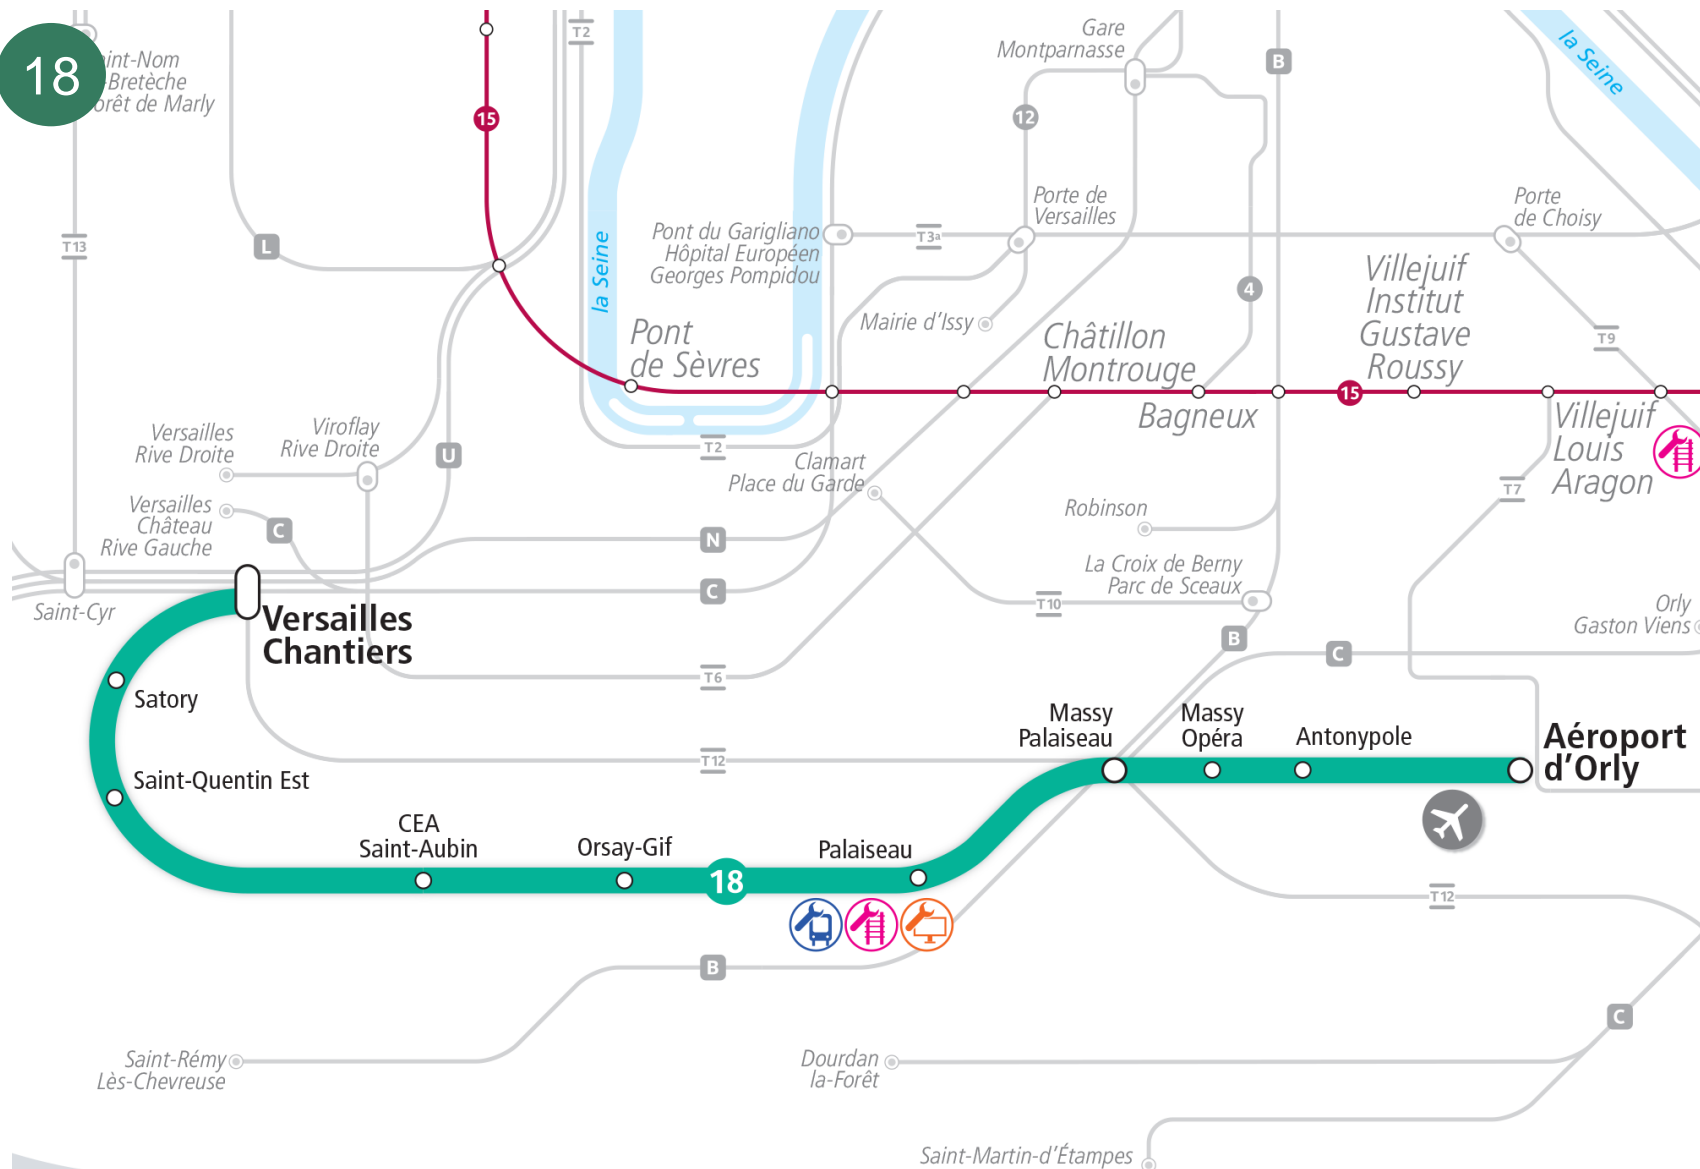 18
aint-Nom
-Bretèche
orêt de Marly
T2
Gare
Montparnasse
B
la Seine
15
12
T13
L
la Seine
Pont du Garigliano
Hôpital Européen
Georges Pompidou
T3a
Porte de
Versailles
Porte
de Choisy
4
Mairie d'Issy
Pont
de Sèvres
Châtillon
Montrouge
Villejuif
Institut
Gustave
Roussy
T9
15
Bagneux
Villejuif
Louis
Aragon
Versailles
Rive Droite
Viroflay
Rive Droite
U
T2
Clamart
Place du Garde
T7
Versailles
Château
Rive Gauche
C
N
Robinson
C
La Croix de Berny
Parc de Sceaux
T10
Saint-Cyr
Versailles
Chantiers
B
C
Orly
Gaston Viens
T6
Satory
Massy
Palaiseau
Massy
Opéra
Antonypole
Aéroport
d'Orly
T12
Saint-Quentin Est
CEA
Saint-Aubin
Orsay-Gif
18
Palaiseau
T12
B
C
Saint-Rémy
Lès-Chevreuse
Dourdan
la-Forêt
Saint-Martin-d'Étampes